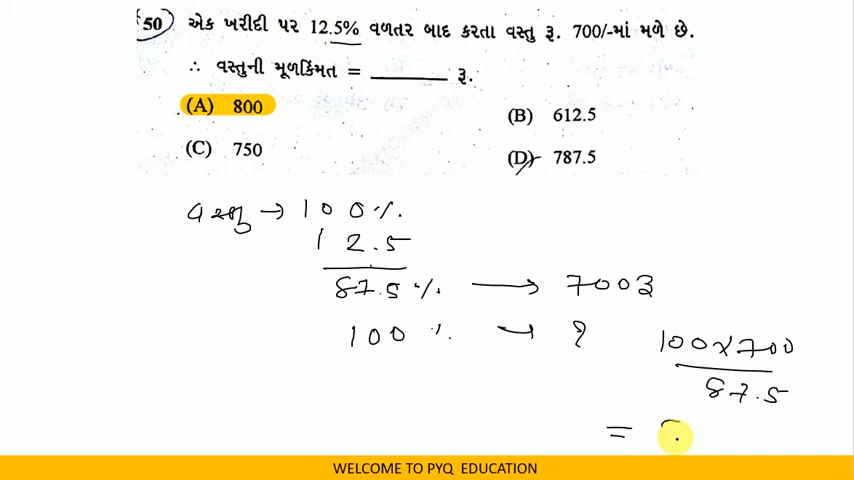 (50) એક ખરીદી પર 12.5% વળતર બાદ કરતા વસ્તુ રૂ. 700/-માં મળે છે.
∴ વસ્તુની મૂળકિંમત = ________ રૂ.
(A) 800
(B) 612.5
(C) 750
(D) 787.5
વસ્તુ → 100%
12.5
87.5% → 700રૂ
100% → ?
100×700
87.5
=
WELCOME TO PYQ EDUCATION